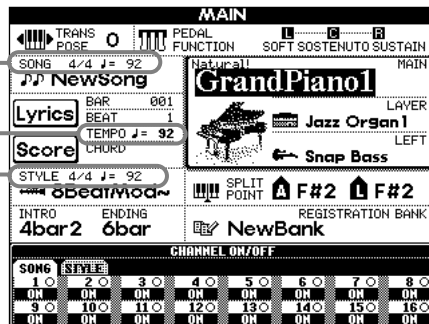 MAIN
TRANSPOSE 0
PEDAL FUNCTION
L C R
SOFT SOSTENUTO SUSTAIN
SONG 4/4 ♩= 92
NewSong
Lyrics
BAR 001
BEAT 1
TEMPO ♩= 92
CHORD
Score
STYLE 4/4 ♩= 92
8BeatMod~
INTRO ENDING
4bar2 6bar
Natural! MAIN
GrandPiano1
LAYER
Jazz Organ1
LEFT
Snap Bass
SPLIT POINT A F#2 L F#2
REGISTRATION BANK
NewBank
CHANNEL ON/OFF
SONG STYLE
1 2 3 4 5 6 7 8
ON ON ON ON ON ON ON ON
9 10 11 12 13 14 15 16
ON ON ON ON ON ON ON ON